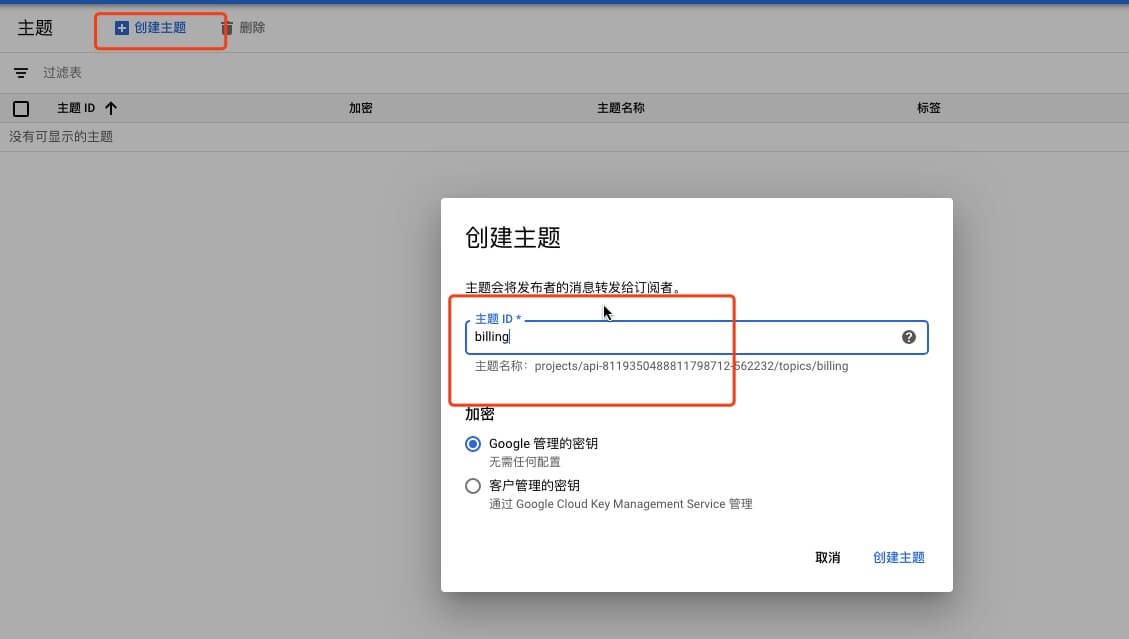 主题 创建主题 删除
过滤表
主题 ID 加密 主题名称 标签
没有可显示的主题
创建主题
主题会将发布者的消息转发给订阅者。
主题 ID *
billing
主题名称：projects/api-8119350488811798712-562232/topics/billing
加密
Google 管理的密钥
无需任何配置
客户管理的密钥
通过 Google Cloud Key Management Service 管理
取消 创建主题